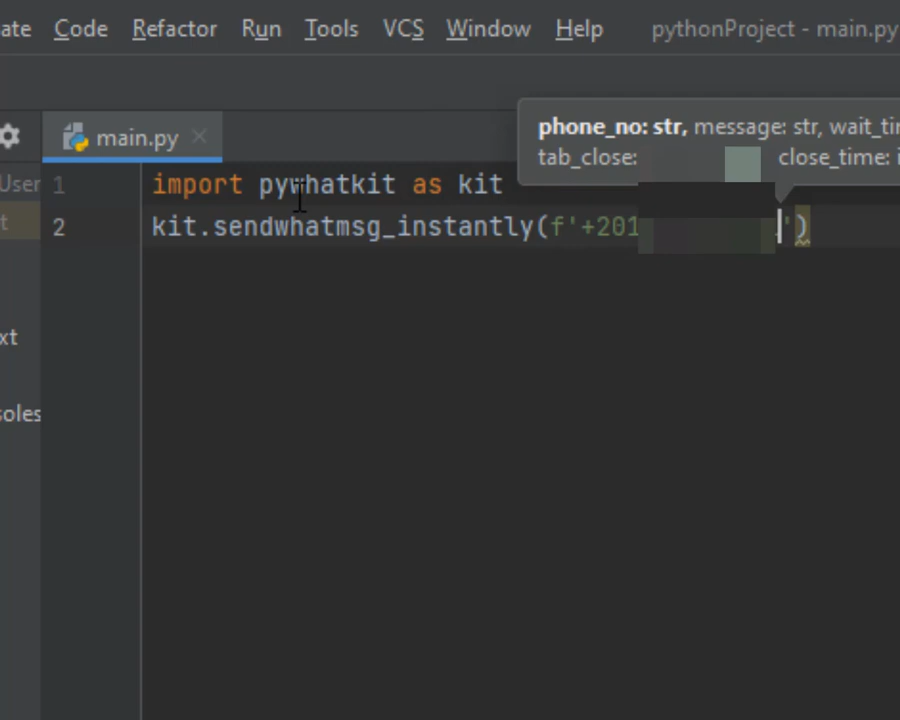 ate Code Refactor Run Tools VCS Window Help pythonProject - main.py
main.py
phone_no: str, message: str, wait_ti
tab_close: close_time: i
User 1 import pywhatkit as kit
t 2 kit.sendwhatmsg_instantly(f'+201 ')
xt
soles